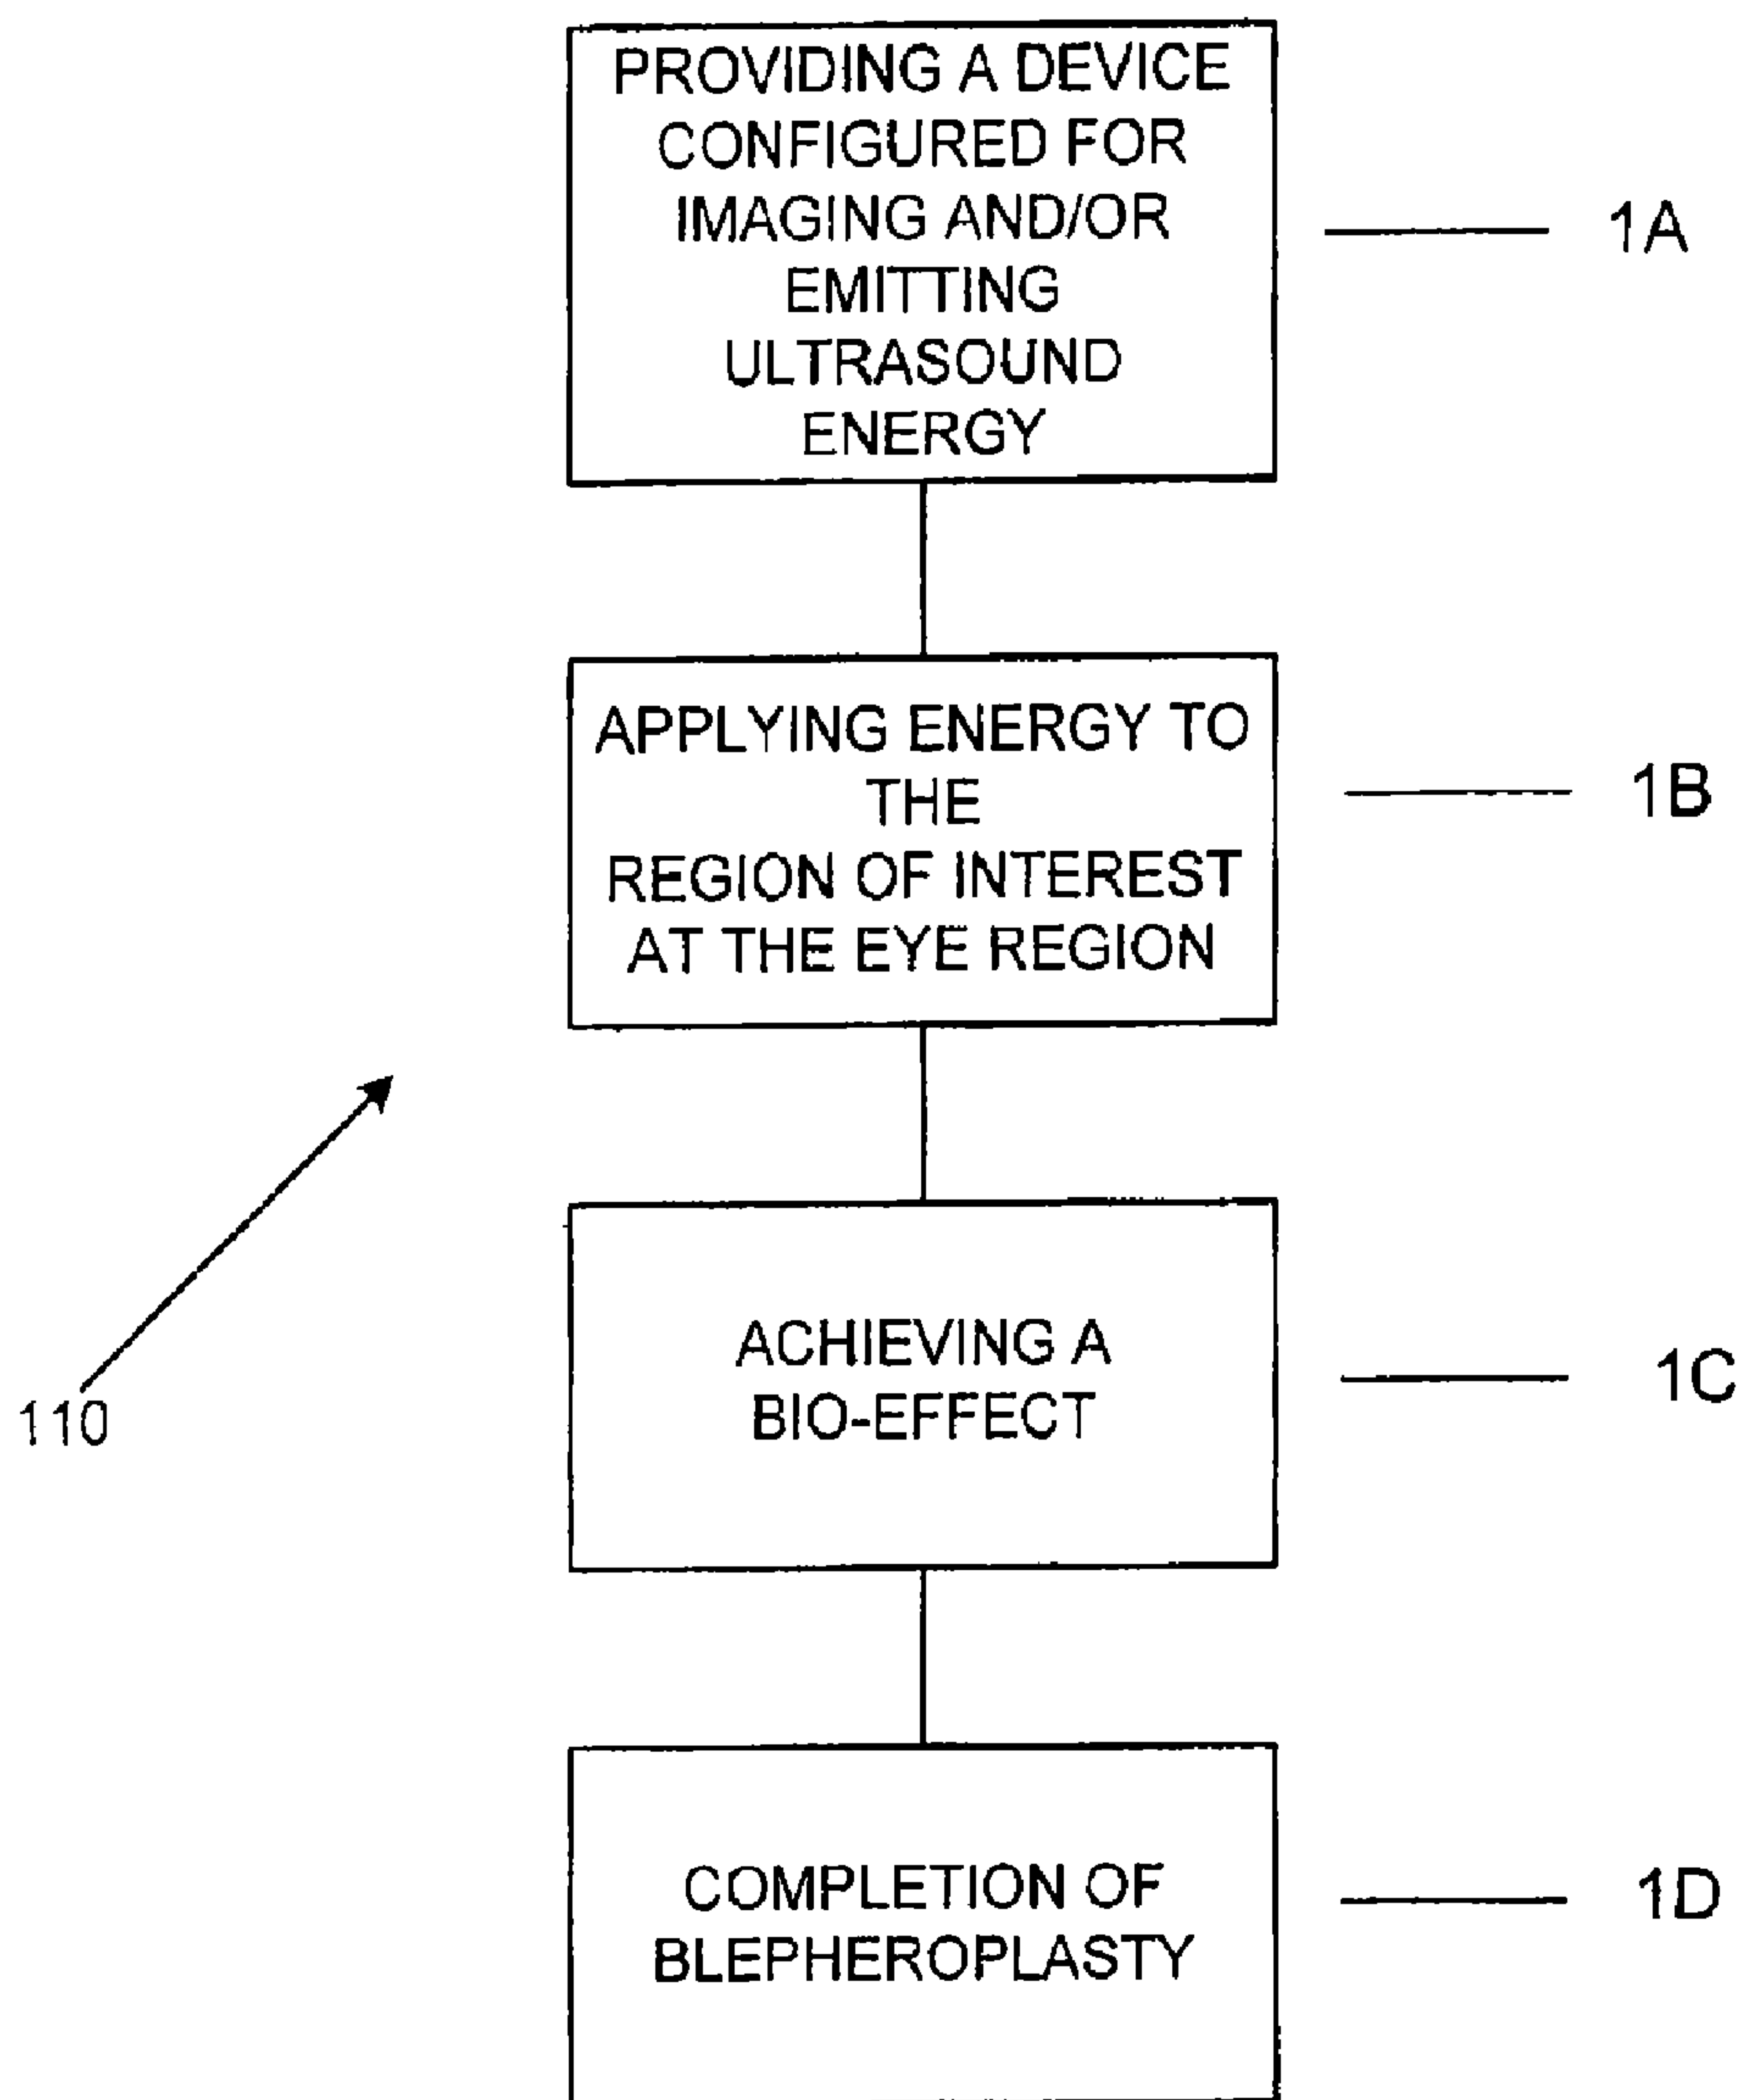 PROVIDING A DEVICE
CONFIGURED FOR
IMAGING AND/OR
EMITTING
ULTRASOUND
ENERGY
1A
APPLYING ENERGY TO
THE
REGION OF INTEREST
AT THE EYE REGION
1B
ACHIEVING A
BIO-EFFECT
1C
110
COMPLETION OF
BLEPHEROPLASTY
1D